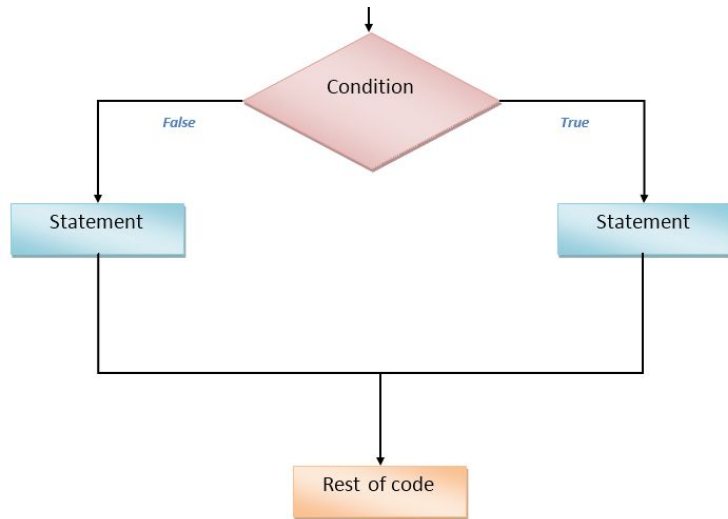 Condition
False
True
Statement
Statement
Rest of code